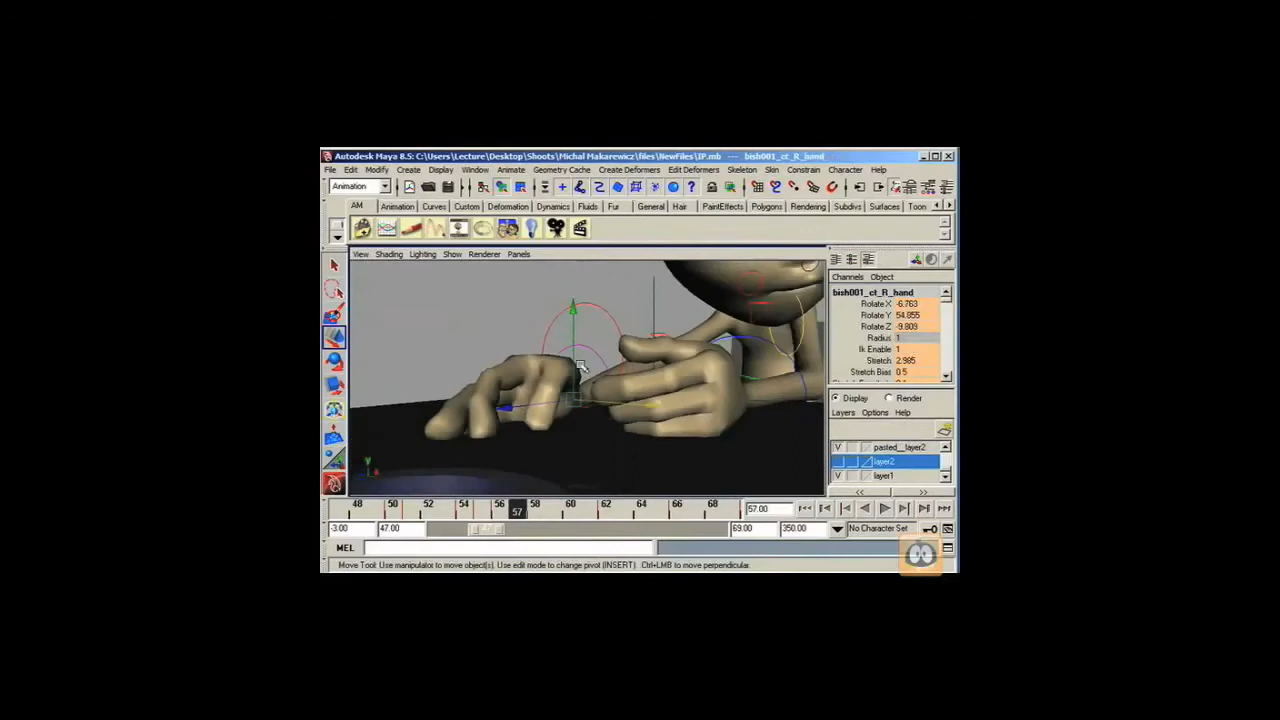 Autodesk Maya 8.5: C:\Users\Lecture\Desktop\Shoots\Michal Makarewicz\files\NewFiles\IP.mb --- bish001_ct_R_hand
File Edit Modify Create Display Window Assets Animate Geometry Cache Create Deformers Edit Deformers Skeleton Skin Constrain Character Help
Animation
AM Animation Curves Custom Deformation Dynamics Fluids Fur General Hair PaintEffects Polygons Rendering Subdivs Surfaces Toon
View Shading Lighting Show Renderer Panels
Channels Object
bish001_ct_R_hand
Rotate X -6.763
Rotate Y 54.855
Rotate Z -9.809
Radius 1
Ik Enable 1
Stretch 2.985
Stretch Bias 0.5
Display Render
Layers Options Help
V pasted__layer2
layer2
V layer1
<< >>
48 50 52 54 56 57 58 60 62 64 66 68 57.00
-3.00 47.00 69.00 350.00 No Character Set
MEL
Move Tool: Use manipulator to move object(s). Use edit mode to change pivot (INSERT). Ctrl+LMB to move perpendicular.